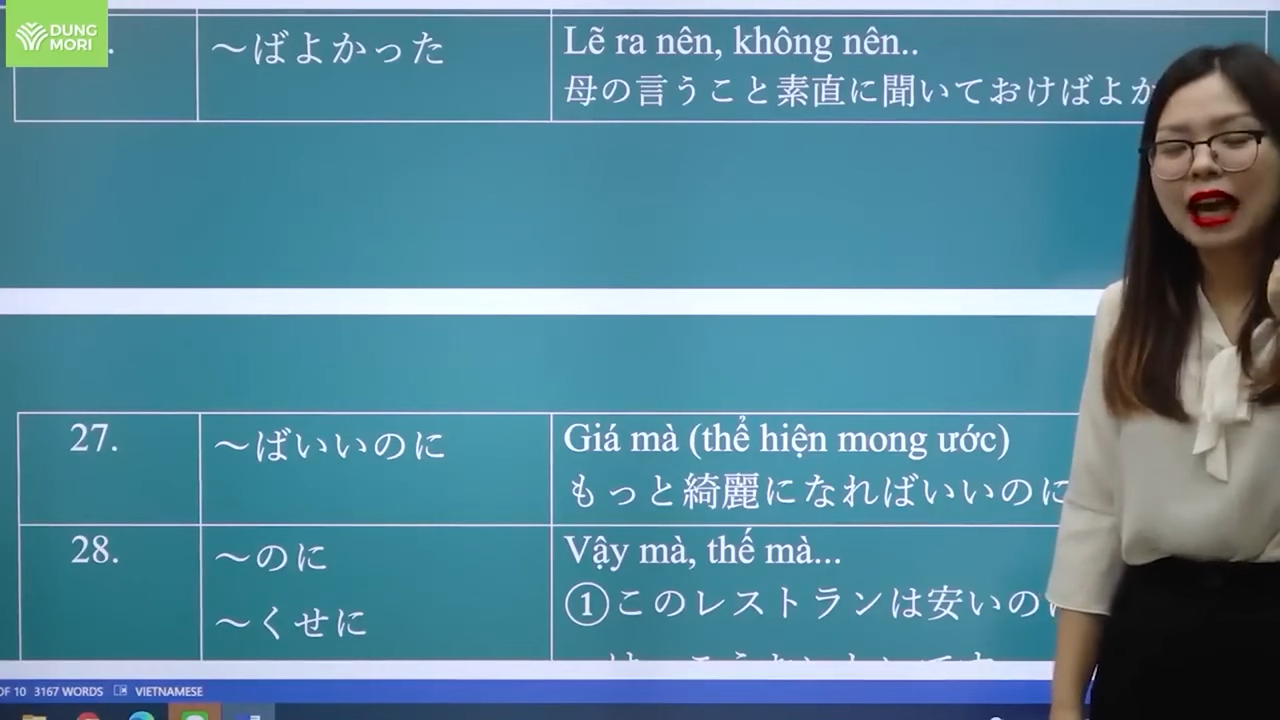 DUNG
MORI
～ばよかった
Lẽ ra nên, không nên..
母の言うこと素直に聞いておけばよか
27.
～ばいいのに
Giá mà (thể hiện mong ước)
もっと綺麗になればいいのに
28.
～のに
～くせに
Vậy mà, thế mà...
①このレストランは安いの
OF 10 3167 WORDS VIETNAMESE